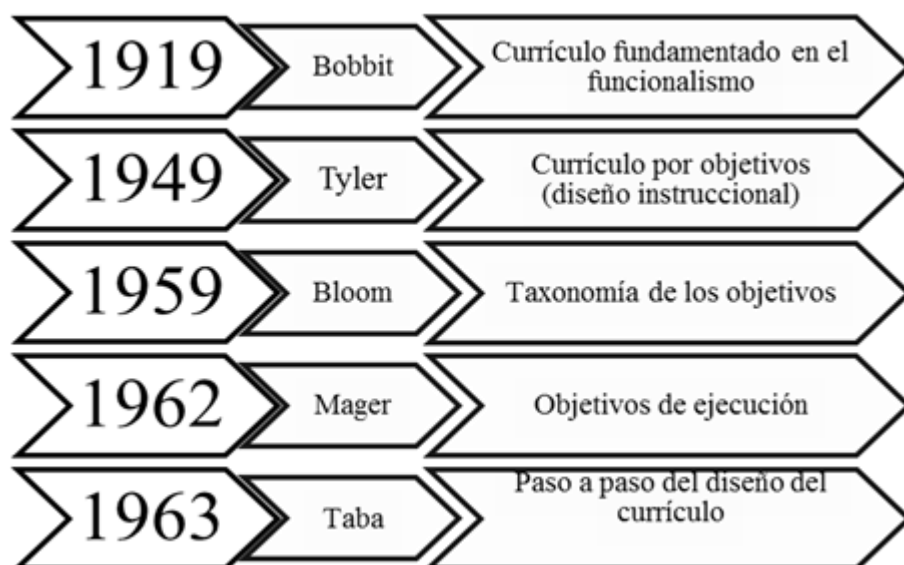 1919
Bobbit
Currículo fundamentado en el
funcionalismo
1949
Tyler
Currículo por objetivos
(diseño instruccional)
1959
Bloom
Taxonomía de los objetivos
1962
Mager
Objetivos de ejecución
1963
Taba
Paso a paso del diseño del
currículo